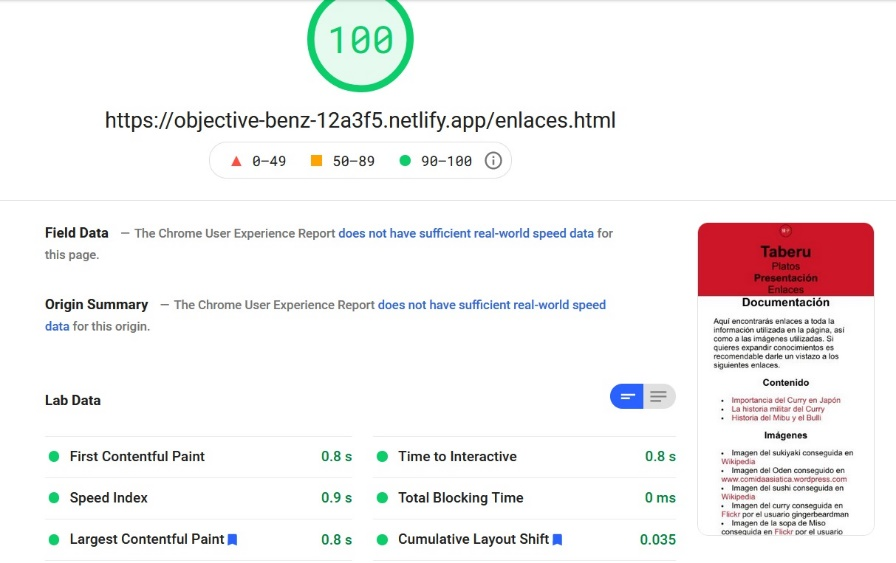 100
https://objective-benz-12a3f5.netlify.app/enlaces.html
0–49 50–89 90–100
Field Data — The Chrome User Experience Report does not have sufficient real-world speed data for
this page.
Origin Summary — The Chrome User Experience Report does not have sufficient real-world speed
data for this origin.
Lab Data
First Contentful Paint 0.8 s
Time to Interactive 0.8 s
Speed Index 0.9 s
Total Blocking Time 0 ms
Largest Contentful Paint 0.8 s
Cumulative Layout Shift 0.035
Taberu
Platos
Presentación
Enlaces
Documentación
Aquí encontrarás enlaces a toda la
información utilizada en la página, así
como a las imágenes utilizadas. Si
quieres expandir conocimientos es
recomendable darle un vistazo a los
siguientes enlaces.
Contenido
Importancia del Curry en Japón
La historia militar del Curry
Historia del Mibu y el Bulli
Imágenes
Imagen del sukiyaki conseguida en
Wikipedia
Imagen del Oden conseguido en
www.comidaasiatica.wordpress.com
Imagen del sushi conseguida en
Wikipedia
Imagen del curry conseguida en
Flickr por el usuario gingerbeardman
Imagen de la sopa de Miso
conseguida en Flickr por el usuario